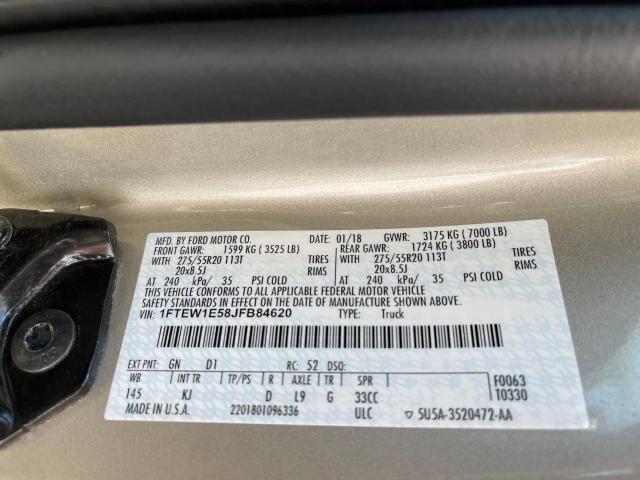 MFD. BY FORD MOTOR CO. DATE: 01/18 GVWR: 3175 KG ( 7000 LB)
FRONT GAWR: 1599 KG ( 3525 LB) REAR GAWR: 1724 KG ( 3800 LB)
WITH 275/55R20 113T TIRES WITH 275/55R20 113T TIRES
20x8.5J RIMS 20x8.5J RIMS
AT 240 kPa/ 35 PSI COLD AT 240 kPa/ 35 PSI COLD
THIS VEHICLE CONFORMS TO ALL APPLICABLE FEDERAL MOTOR VEHICLE
SAFETY STANDARDS IN EFFECT ON THE DATE OF MANUFACTURE SHOWN ABOVE.
VIN: 1FTEW1E58JFB84620 TYPE: Truck
EXT PNT: GN D1 RC: 52 DSO:
WB INT TR TP/PS R AXLE TR SPR F0063
145 KJ D L9 G 33CC T0330
MADE IN U.S.A. 2201801096336 ULC ▽ 5U5A-3520472-AA